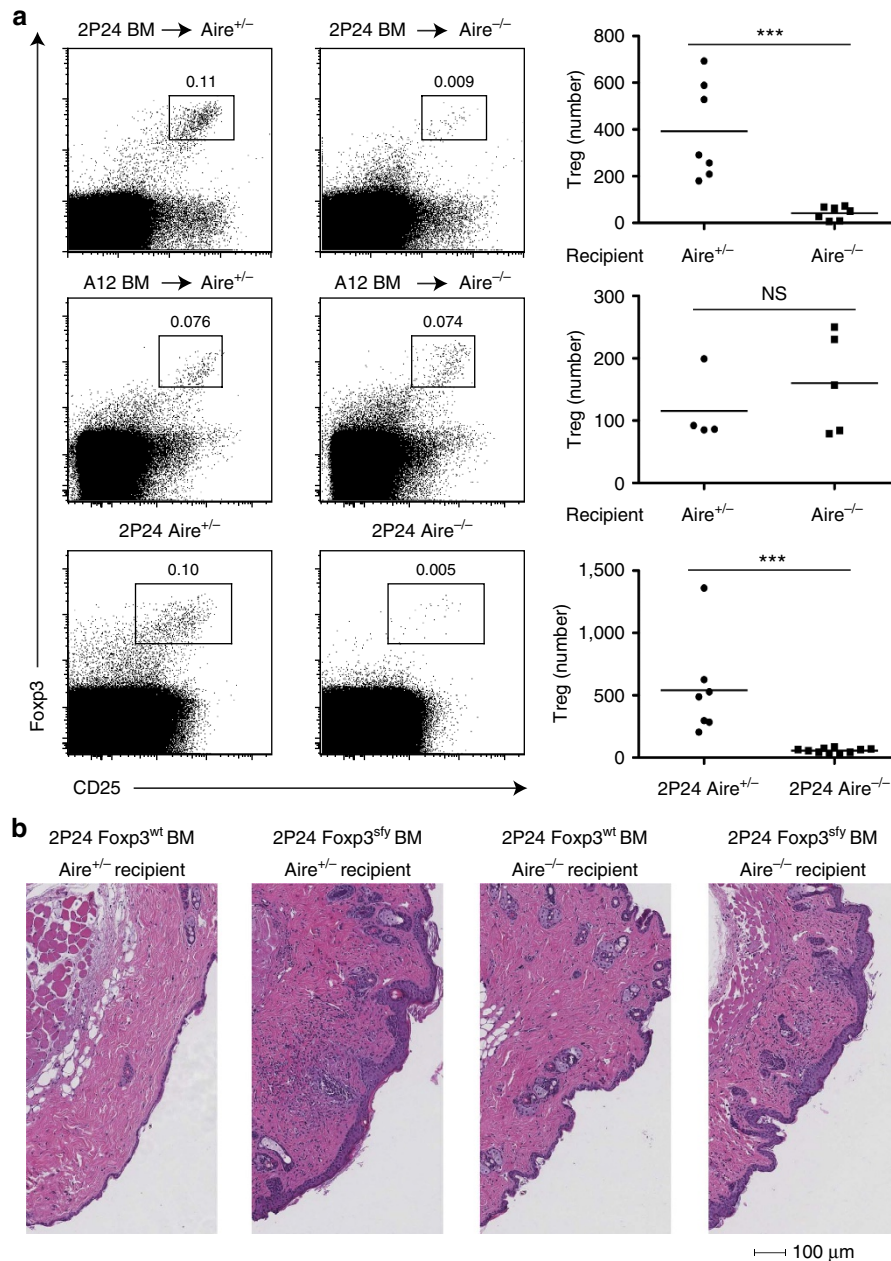 a
2P24 BM → Aire+/−
2P24 BM → Aire−/−
0.11
0.009
800
600
400
200
0
Treg (number)
***
Recipient
Aire+/−
Aire−/−
A12 BM → Aire+/−
A12 BM → Aire−/−
0.076
0.074
300
200
100
0
Treg (number)
NS
Recipient
Aire+/−
Aire−/−
2P24 Aire+/−
2P24 Aire−/−
0.10
0.005
1,500
1,000
500
0
Treg (number)
***
2P24 Aire+/−
2P24 Aire−/−
Foxp3
CD25
b
2P24 Foxp3wt BM
Aire+/− recipient
2P24 Foxp3sfy BM
Aire+/− recipient
2P24 Foxp3wt BM
Aire−/− recipient
2P24 Foxp3sfy BM
Aire−/− recipient
100 μm